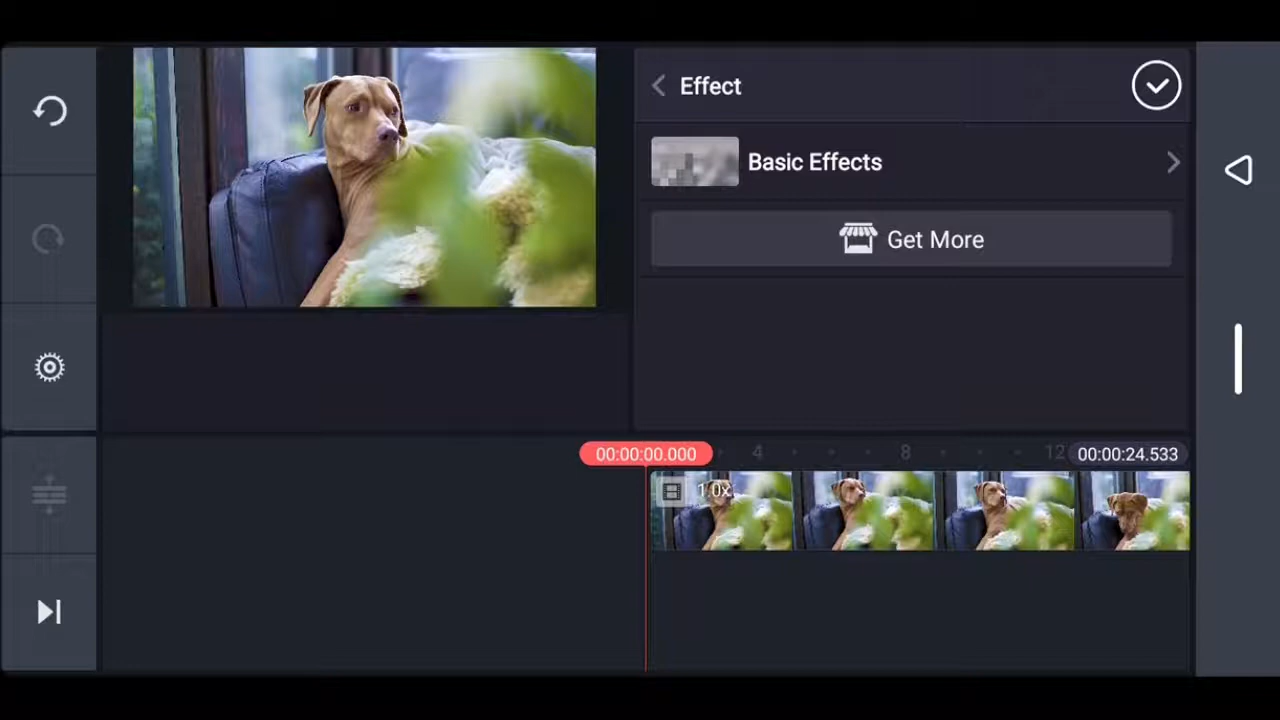 Effect
Basic Effects
Get More
00:00:00.000
4
8
12
00:00:24.533
1.0x